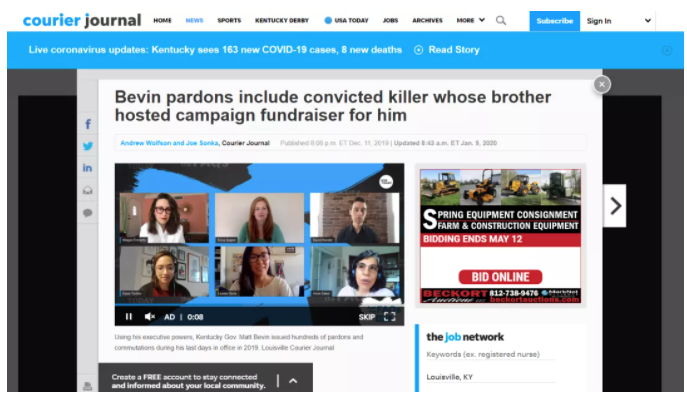 courier journal
HOME NEWS SPORTS KENTUCKY DERBY USA TODAY JOBS ARCHIVES MORE Subscribe Sign In
Live coronavirus updates: Kentucky sees 163 new COVID-19 cases, 8 new deaths Read Story
Bevin pardons include convicted killer whose brother
hosted campaign fundraiser for him
Andrew Wolfson and Joe Sonka, Courier Journal Published 8:05 p.m. ET Dec. 11, 2019 | Updated 8:43 a.m. ET Jan. 9, 2020
AD | 0:08 SKIP
Using his executive powers, Kentucky Gov. Matt Bevin issued hundreds of pardons and
commutations during his last days in office in 2019. Louisville Courier Journal
SPRING EQUIPMENT CONSIGNMENT
FARM & CONSTRUCTION EQUIPMENT
BIDDING ENDS MAY 12
BID ONLINE
BECKORT 812-738-9476
Auctions LLC beckortauctions.com
the job network
Keywords (ex. registered nurse)
Louisville, KY
Create a FREE account to stay connected
and informed about your local community.